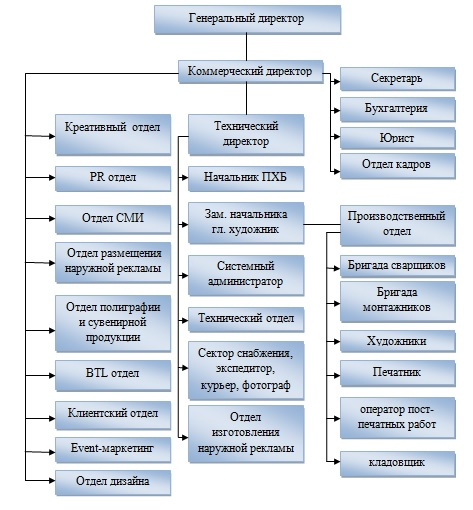 Генеральный директор
Коммерческий директор
Секретарь
Бухгалтерия
Юрист
Отдел кадров
Креативный отдел
PR отдел
Отдел СМИ
Отдел размещения
наружной рекламы
Отдел полиграфии
и сувенирной
продукции
BTL отдел
Клиентский отдел
Event-маркетинг
Отдел дизайна
Технический
директор
Начальник ПХБ
Зам. начальника
гл. художник
Системный
администратор
Технический отдел
Сектор снабжения,
экспедитор,
курьер, фотограф
Отдел
изготовления
наружной рекламы
Производственный
отдел
Бригада сварщиков
Бригада
монтажников
Художники
Печатник
оператор пост-
печатных работ
кладовщик